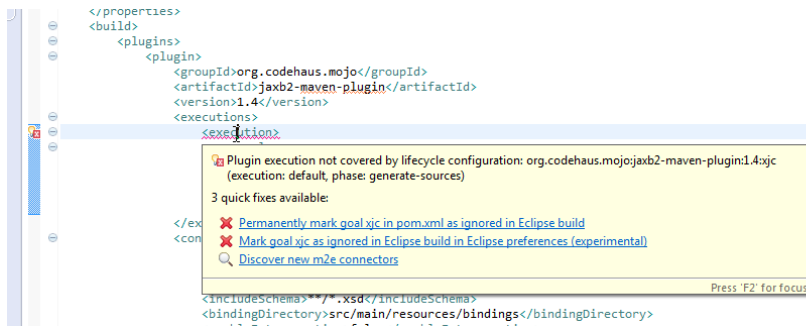 </properties>
<build>
<plugins>
<plugin>
<groupId>org.codehaus.mojo</groupId>
<artifactId>jaxb2-maven-plugin</artifactId>
<version>1.4</version>
<executions>
<execution>
Plugin execution not covered by lifecycle configuration: org.codehaus.mojo:jaxb2-maven-plugin:1.4:xjc
(execution: default, phase: generate-sources)
3 quick fixes available:
</ex
Permanently mark goal xjc in pom.xml as ignored in Eclipse build
<con
Mark goal xjc as ignored in Eclipse build in Eclipse preferences (experimental)
Discover new m2e connectors
Press 'F2' for focus
<includeSchema>**/*.xsd</includeSchema>
<bindingDirectory>src/main/resources/bindings</bindingDirectory>